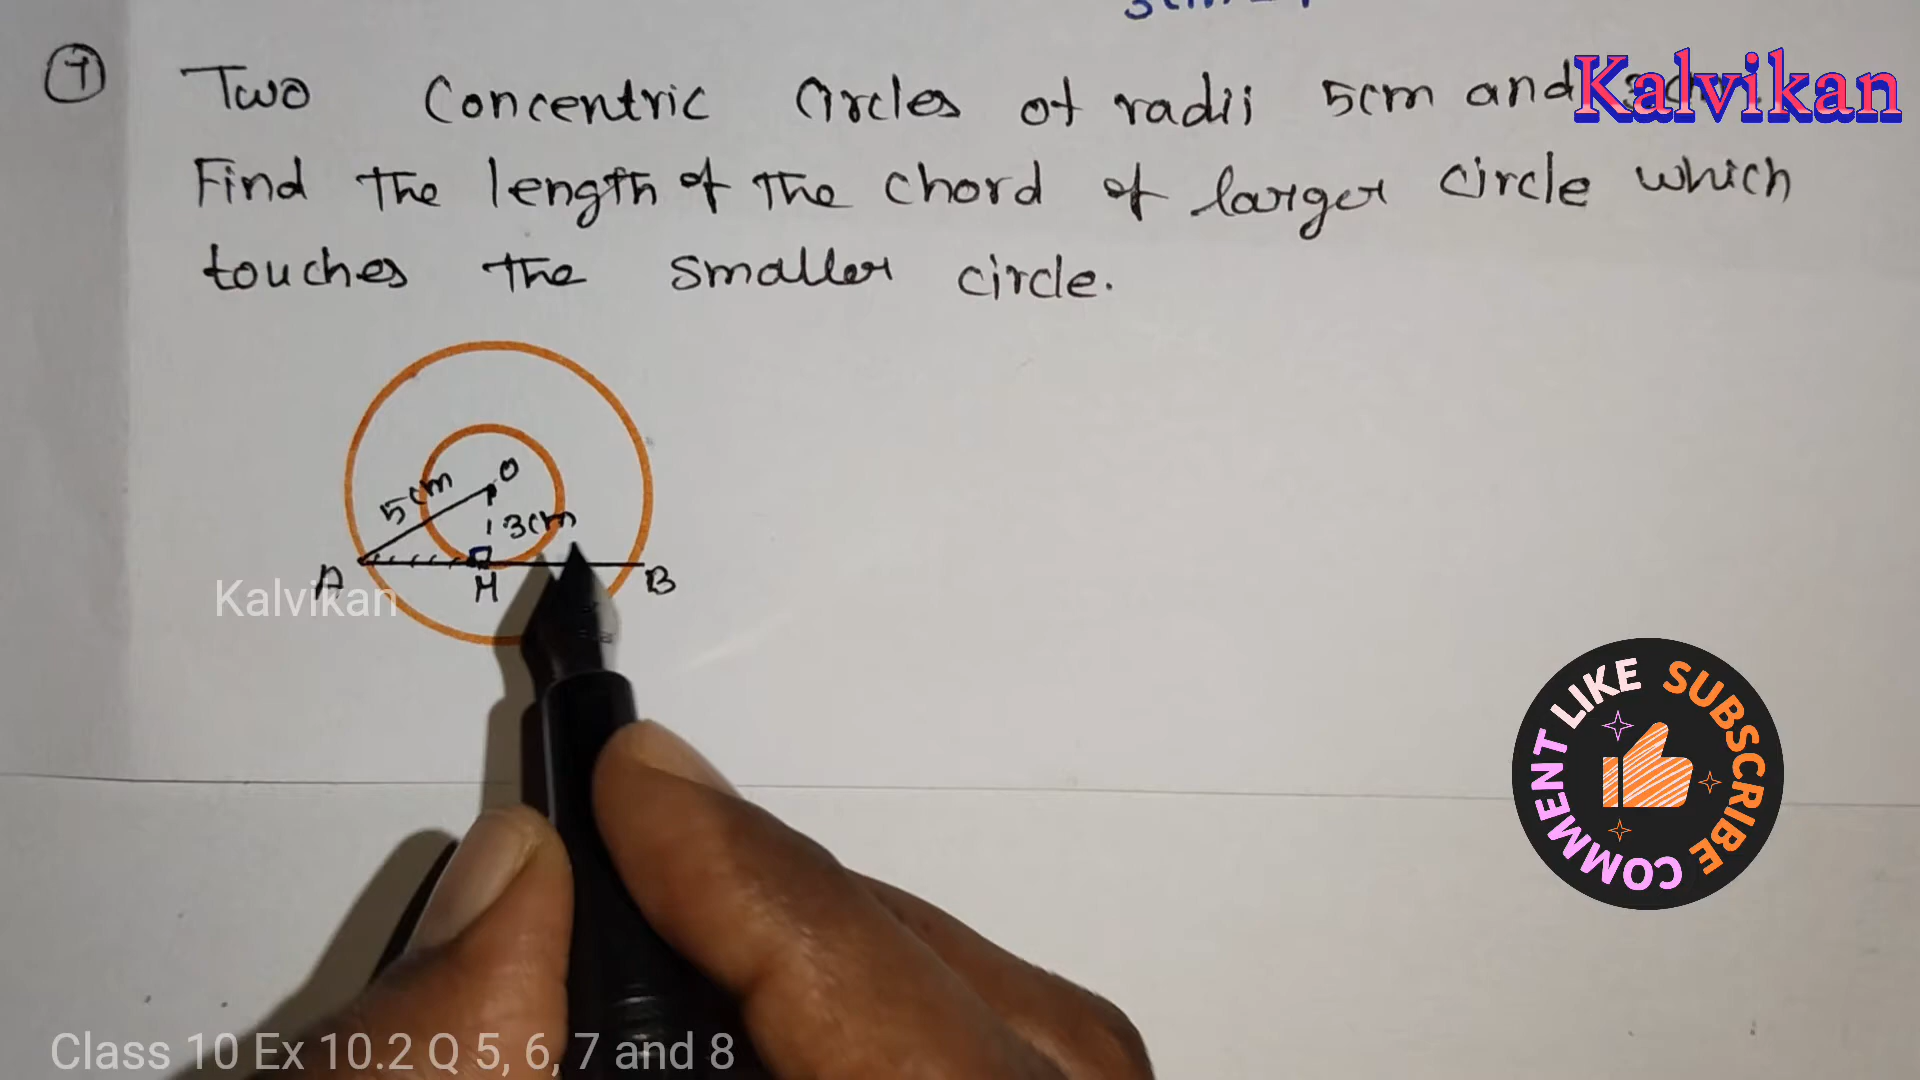 7
Two Concentric Circles of radii 5cm and
Kalvikan
Find the length of the chord of larger circle which
touches the smaller circle.
O
5cm
3cm
A
M
B
Kalvikan
LIKE SUBSCRIBE COMMENT
Class 10 Ex 10.2 Q 5, 6, 7 and 8